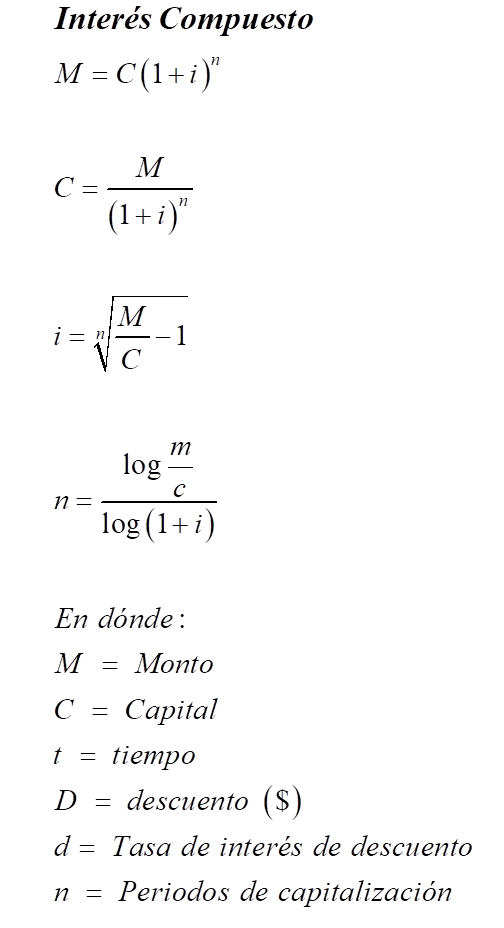 Interés Compuesto
M = C(1+i)^n
C = M/(1+i)^n
i = ⁿ√(M/C − 1)
n = log m/c / log(1+i)
En dónde:
M = Monto
C = Capital
t = tiempo
D = descuento ($)
d = Tasa de interés de descuento
n = Periodos de capitalización